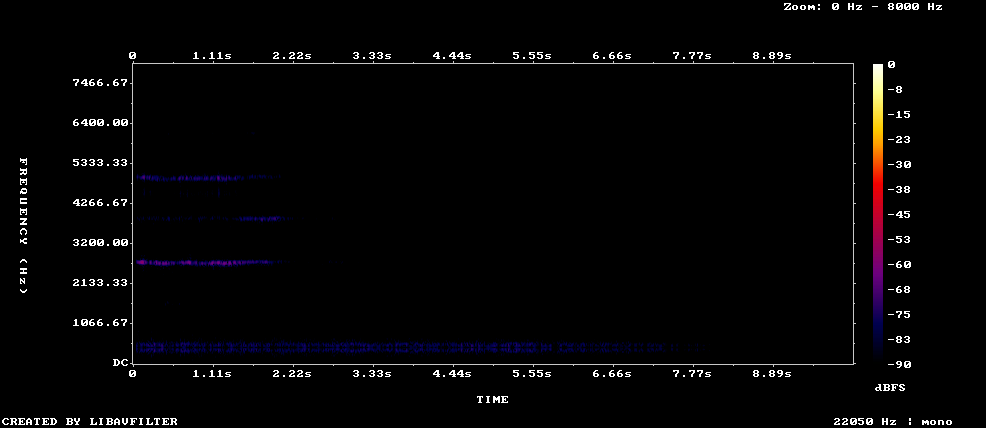 Zoom: 0 Hz - 8000 Hz
0 1.11s 2.22s 3.33s 4.44s 5.55s 6.66s 7.77s 8.89s
7466.67
6400.00
5333.33
4266.67
3200.00
2133.33
1066.67
DC
FREQUENCY (Hz)
0
-8
-15
-23
-30
-38
-45
-53
-60
-68
-75
-83
-90
dBFS
0 1.11s 2.22s 3.33s 4.44s 5.55s 6.66s 7.77s 8.89s
TIME
CREATED BY LIBAVFILTER
22050 Hz | mono